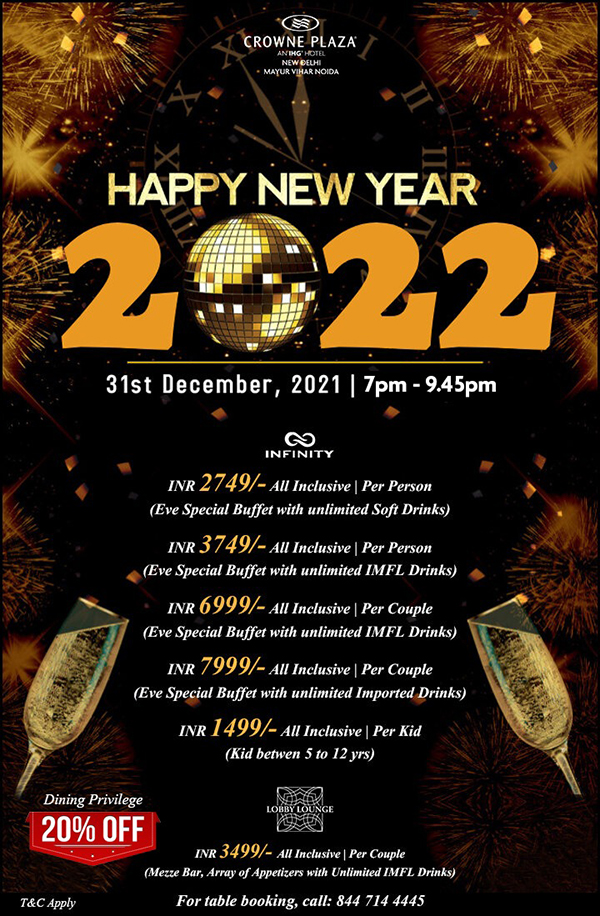 CROWNE PLAZA®
AN IHG® HOTEL
NEW DELHI
MAYUR VIHAR NOIDA
HAPPY NEW YEAR
2022
31st December, 2021 | 7pm - 9.45pm
INFINITY
INR 2749/- All Inclusive | Per Person
(Eve Special Buffet with unlimited Soft Drinks)
INR 3749/- All Inclusive | Per Person
(Eve Special Buffet with unlimited IMFL Drinks)
INR 6999/- All Inclusive | Per Couple
(Eve Special Buffet with unlimited IMFL Drinks)
INR 7999/- All Inclusive | Per Couple
(Eve Special Buffet with unlimited Imported Drinks)
INR 1499/- All Inclusive | Per Kid
(Kid betwen 5 to 12 yrs)
Dining Privilege
20% OFF
LOBBY LOUNGE
INR 3499/- All Inclusive | Per Couple
(Mezze Bar, Array of Appetizers with Unlimited IMFL Drinks)
T&C Apply
For table booking, call: 844 714 4445